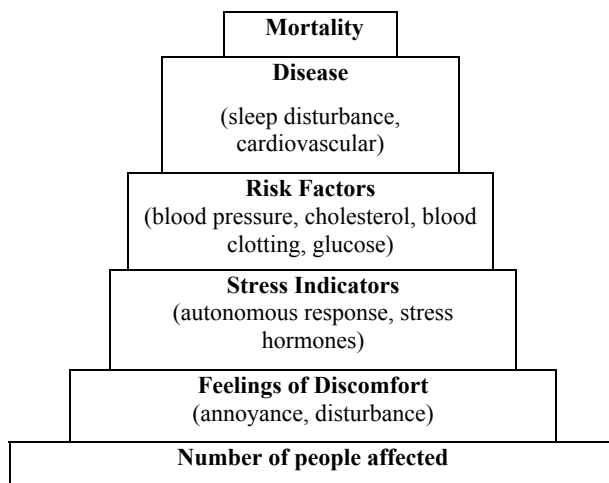 Mortality
Disease
(sleep disturbance,
cardiovascular)
Risk Factors
(blood pressure, cholesterol, blood
clotting, glucose)
Stress Indicators
(autonomous response, stress
hormones)
Feelings of Discomfort
(annoyance, disturbance)
Number of people affected